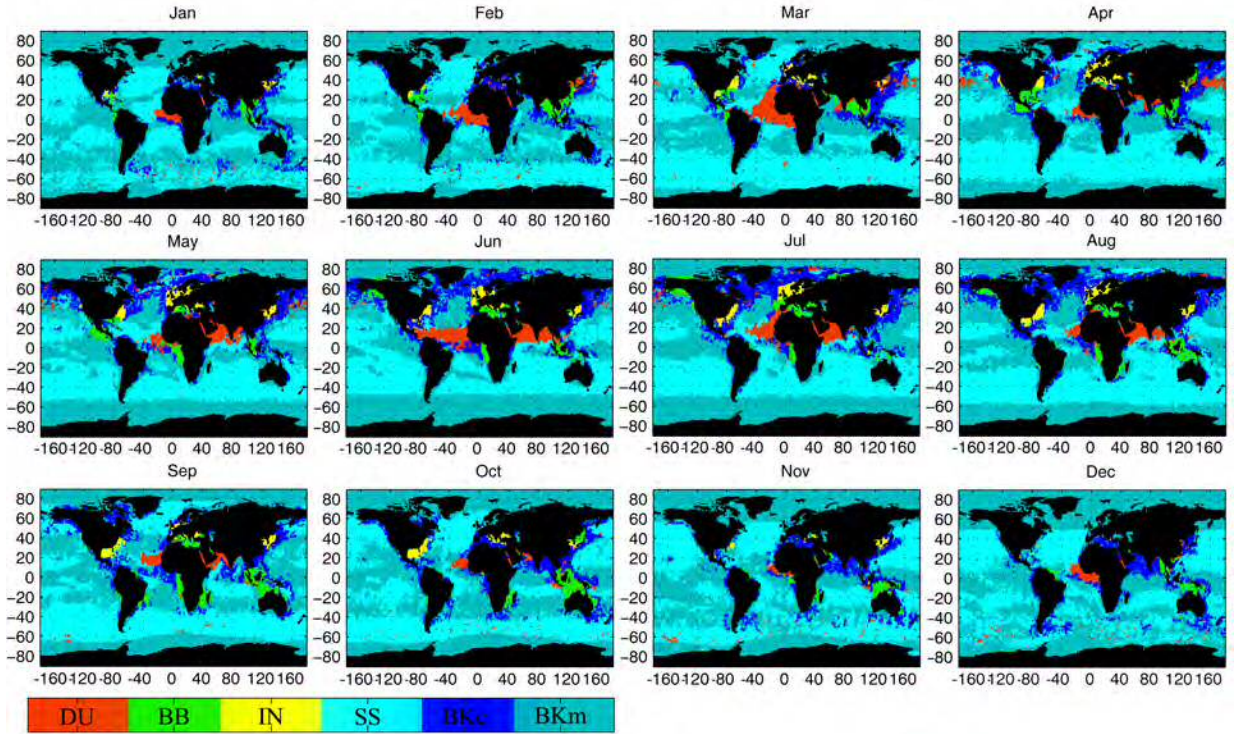 Jan Feb Mar Apr
80 80 80 80
60 60 60 60
40 40 40 40
20 20 20 20
0 0 0 0
−20 −20 −20 −20
−40 −40 −40 −40
−60 −60 −60 −60
−80 −80 −80 −80
−160−120 −80 −40 0 40 80 120 160 −160−120 −80 −40 0 40 80 120 160 −160−120 −80 −40 0 40 80 120 160 −160−120 −80 −40 0 40 80 120 160
May Jun Jul Aug
80 80 80 80
60 60 60 60
40 40 40 40
20 20 20 20
0 0 0 0
−20 −20 −20 −20
−40 −40 −40 −40
−60 −60 −60 −60
−80 −80 −80 −80
−160−120 −80 −40 0 40 80 120 160 −160−120 −80 −40 0 40 80 120 160 −160−120 −80 −40 0 40 80 120 160 −160−120 −80 −40 0 40 80 120 160
Sep Oct Nov Dec
80 80 80 80
60 60 60 60
40 40 40 40
20 20 20 20
0 0 0 0
−20 −20 −20 −20
−40 −40 −40 −40
−60 −60 −60 −60
−80 −80 −80 −80
−160−120 −80 −40 0 40 80 120 160 −160−120 −80 −40 0 40 80 120 160 −160−120 −80 −40 0 40 80 120 160 −160−120 −80 −40 0 40 80 120 160
DU BB IN SS BKc BKm